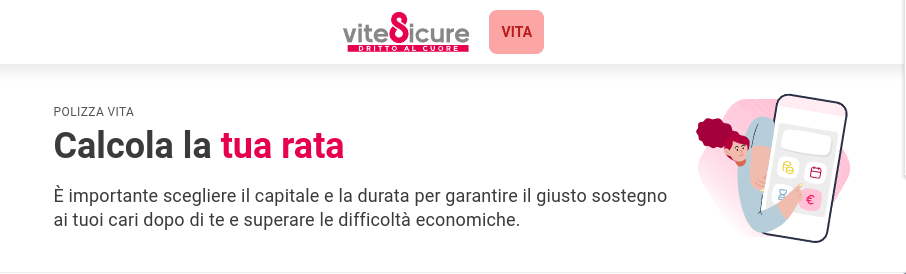 viteSicure
DRITTO AL CUORE
VITA
POLIZZA VITA
Calcola la tua rata
È importante scegliere il capitale e la durata per garantire il giusto sostegno
ai tuoi cari dopo di te e superare le difficoltà economiche.
€